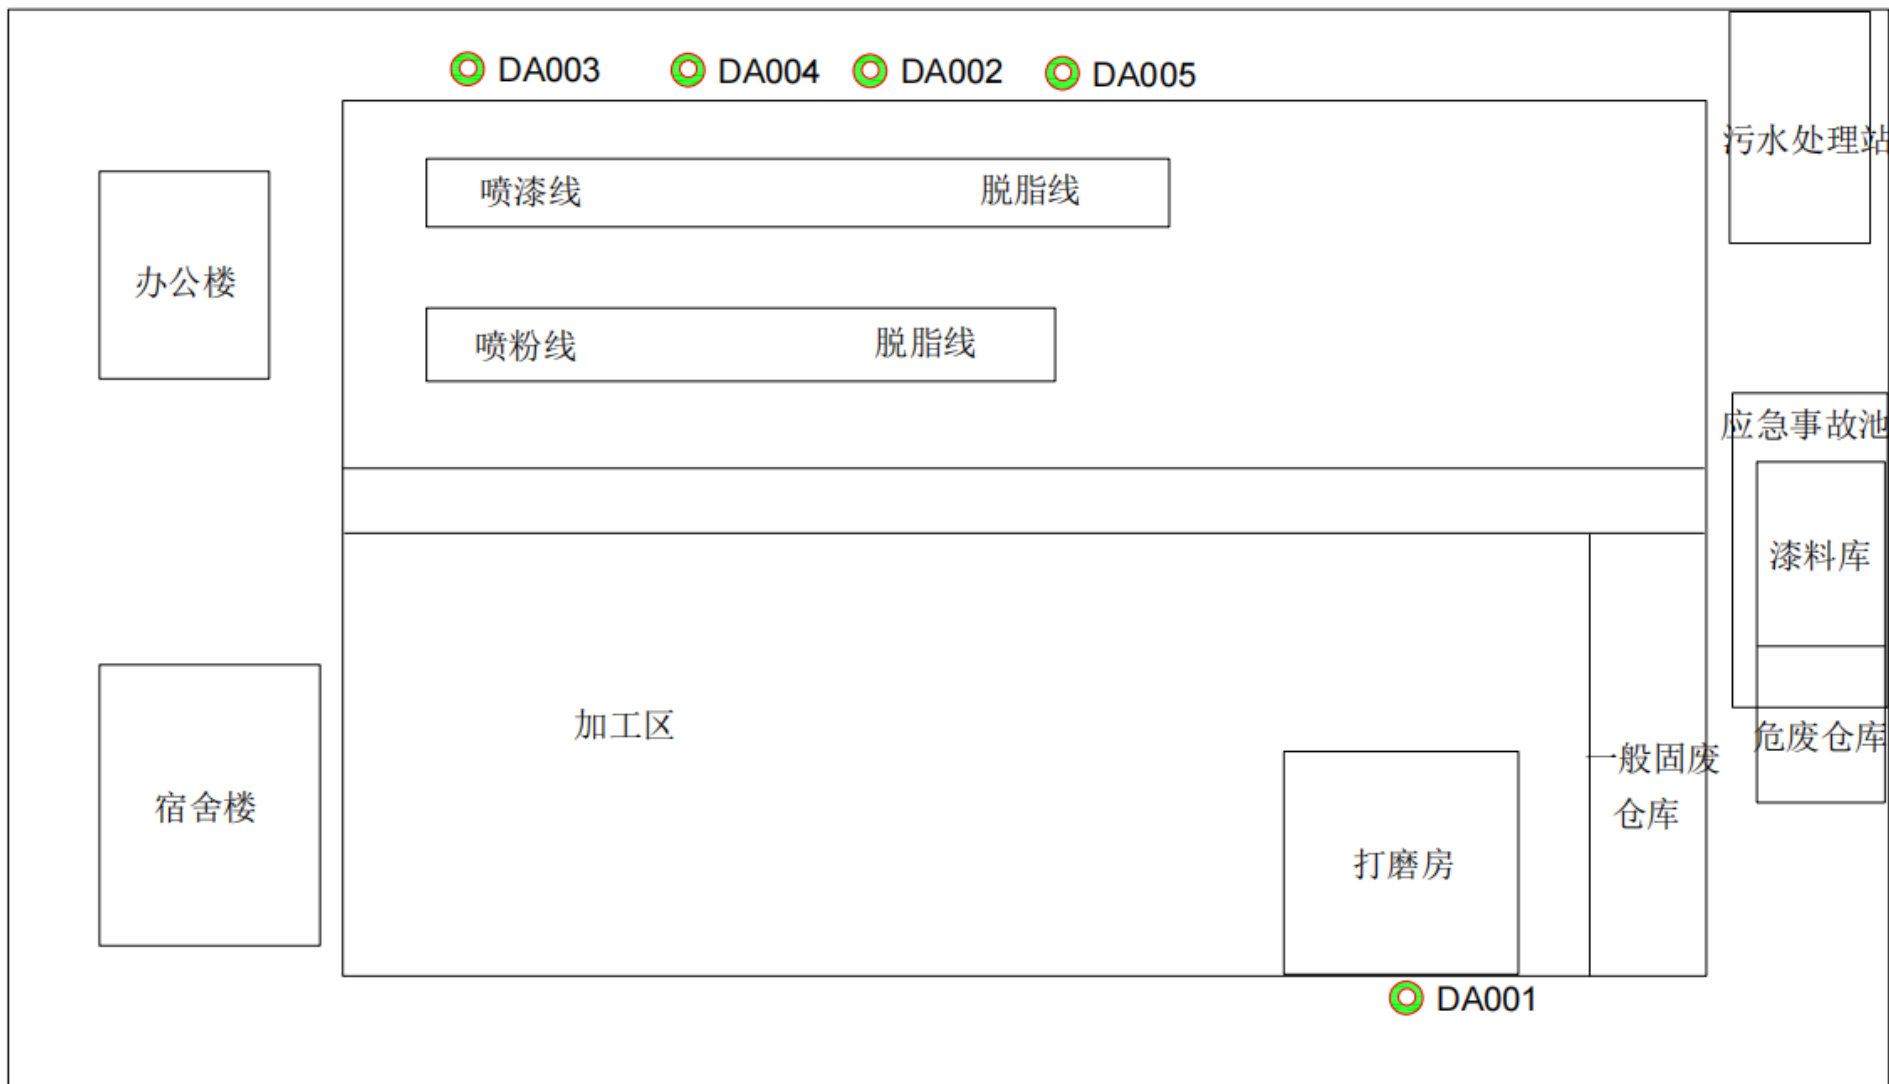 DA003
DA004
DA002
DA005
污水处理站
喷漆线
脱脂线
办公楼
喷粉线
脱脂线
应急事故池
漆料库
加工区
危废仓库
一般固废
仓库
宿舍楼
打磨房
DA001